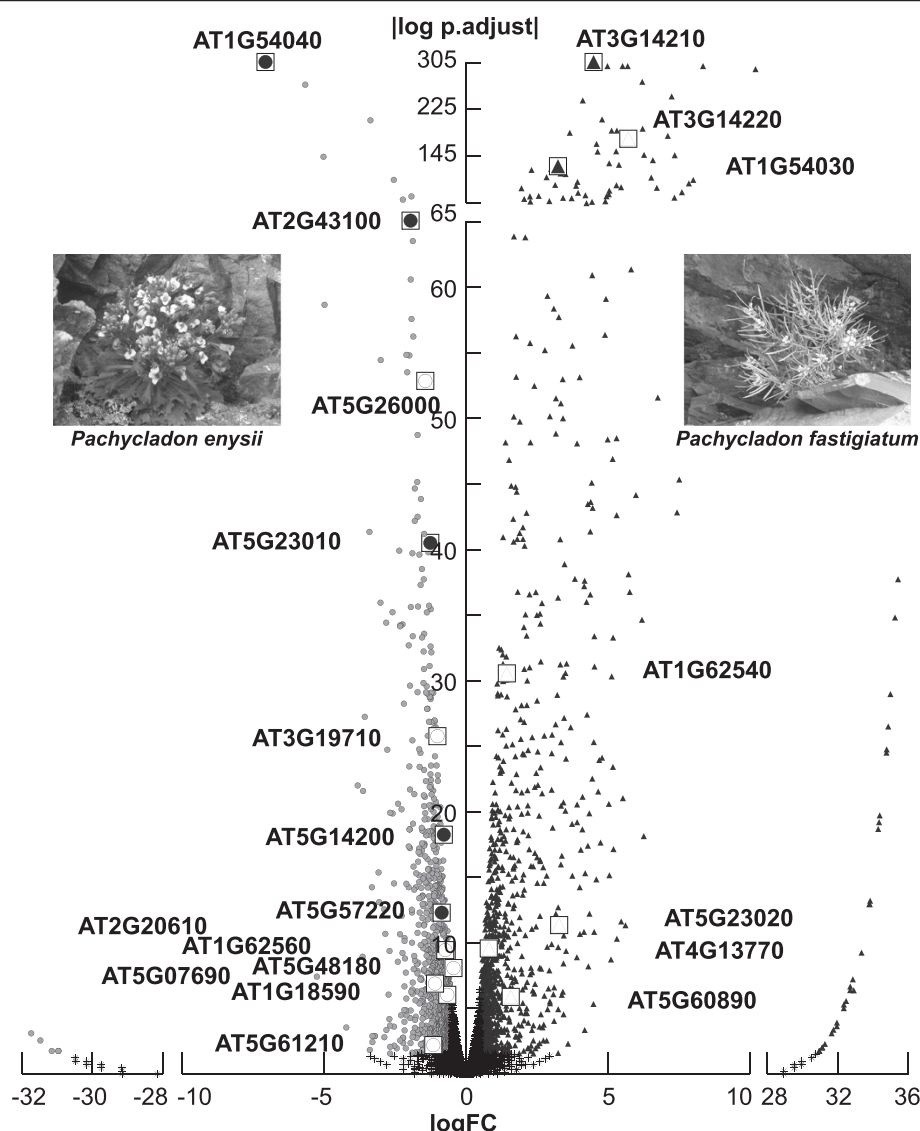 |log p.adjust|
AT1G54040
AT3G14210
305
225
AT3G14220
145
AT1G54030
65
AT2G43100
60
AT5G26000
50
Pachycladon enysii
Pachycladon fastigiatum
AT5G23010
40
AT1G62540
30
AT3G19710
20
AT5G14200
AT5G57220
AT2G20610
AT5G23020
10
AT1G62560
AT4G13770
AT5G48180
AT5G07690
AT1G18590
AT5G60890
AT5G61210
-32 -30 -28 -10 -5 0 5 10 28 32 36
logFC